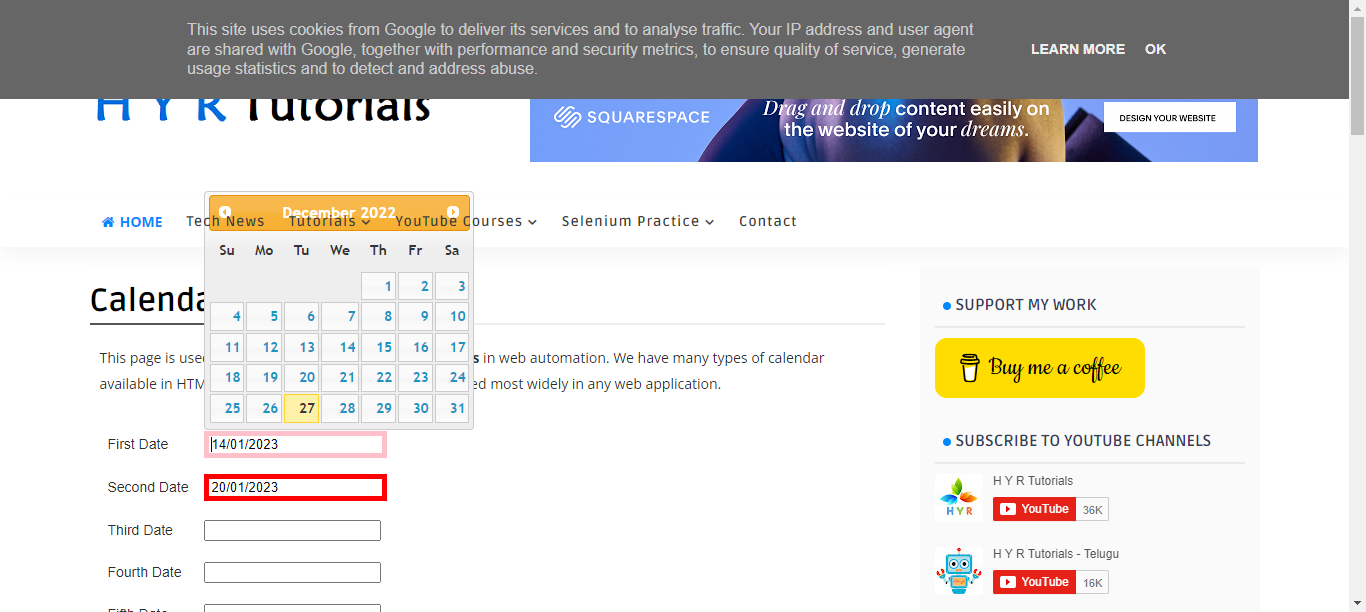 This site uses cookies from Google to deliver its services and to analyse traffic. Your IP address and user agent
are shared with Google, together with performance and security metrics, to ensure quality of service, generate
usage statistics and to detect and address abuse.
LEARN MORE OK
H Y R Tutorials
SQUARESPACE
Drag and drop content easily on
the website of your dreams.
DESIGN YOUR WEBSITE
HOME Tech News Tutorials YouTube Courses Selenium Practice Contact
December 2022
Su Mo Tu We Th Fr Sa
1 2 3
4 5 6 7 8 9 10
11 12 13 14 15 16 17
18 19 20 21 22 23 24
25 26 27 28 29 30 31
Calenda
This page is use
s in web automation. We have many types of calendar
available in HTM
ed most widely in any web application.
First Date 14/01/2023
Second Date 20/01/2023
Third Date
Fourth Date
Fifth Date
SUPPORT MY WORK
Buy me a coffee
SUBSCRIBE TO YOUTUBE CHANNELS
H Y R Tutorials
HYR
YouTube 36K
H Y R Tutorials - Telugu
YouTube 16K